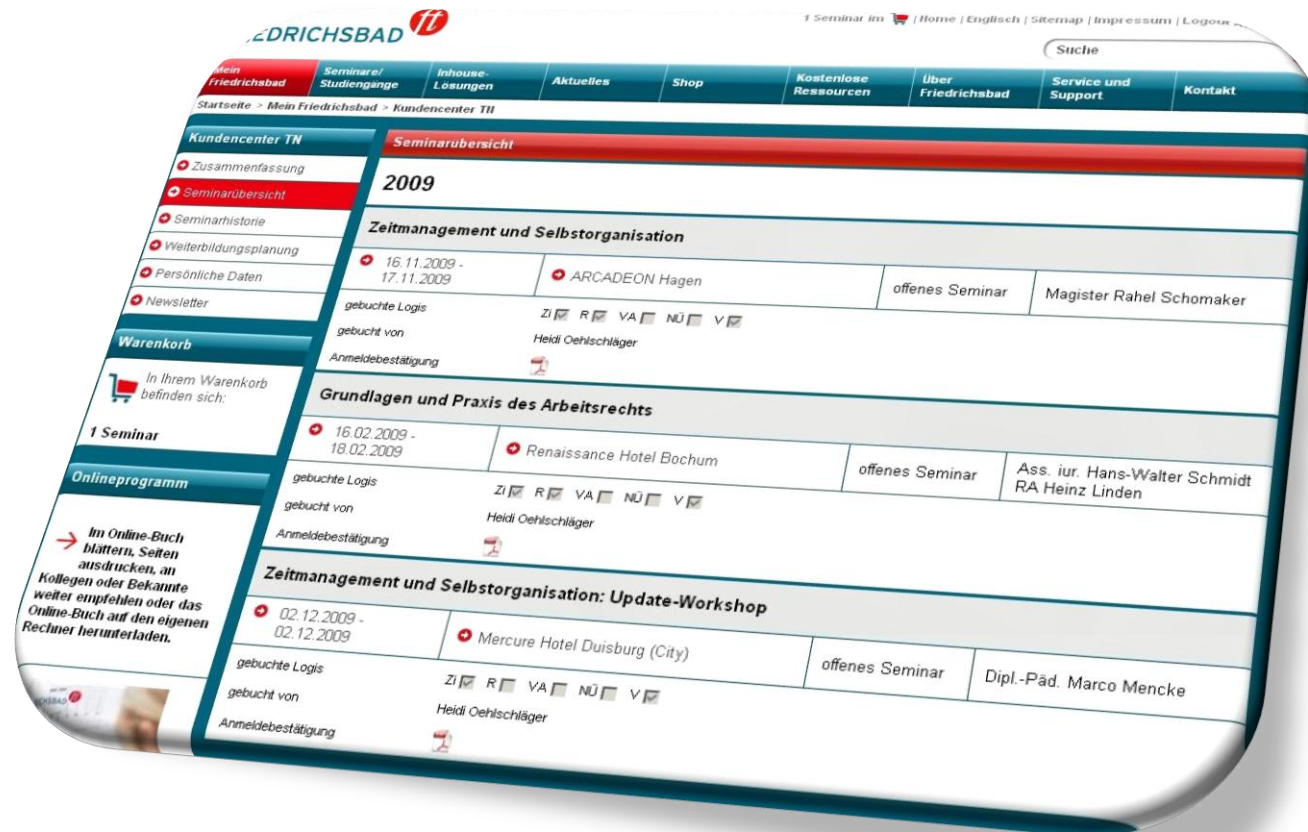 1 Seminar im | Home | Englisch | Sitemap | Impressum | Logout
EDRICHSBAD ft
Suche
Mein Friedrichsbad
Seminare/ Studiengänge
Inhouse- Lösungen
Aktuelles
Shop
Kostenlose Ressourcen
Über Friedrichsbad
Service und Support
Kontakt
Startseite > Mein Friedrichsbad > Kundencenter TN
Kundencenter TN
Zusammenfassung
Seminarübersicht
Seminarhistorie
Weiterbildungsplanung
Persönliche Daten
Newsletter
Warenkorb
In Ihrem Warenkorb
befinden sich:
1 Seminar
Onlineprogramm
Im Online-Buch
blättern, Seiten
ausdrucken, an
Kollegen oder Bekannte
weiter empfehlen oder das
Online-Buch auf den eigenen
Rechner herunterladen.
Seminarubersicht
2009
Zeitmanagement und Selbstorganisation
16.11.2009 -
17.11.2009
ARCADEON Hagen
offenes Seminar
Magister Rahel Schomaker
gebuchte Logis
Zi R VA NÜ V
gebucht von
Heidi Oehlschläger
Anmeldebestätigung
Grundlagen und Praxis des Arbeitsrechts
16.02.2009 -
18.02.2009
Renaissance Hotel Bochum
offenes Seminar
Ass. iur. Hans-Walter Schmidt
RA Heinz Linden
gebuchte Logis
Zi R VA NÜ V
gebucht von
Heidi Oehlschläger
Anmeldebestätigung
Zeitmanagement und Selbstorganisation: Update-Workshop
02.12.2009 -
02.12.2009
Mercure Hotel Duisburg (City)
offenes Seminar
Dipl.-Päd. Marco Mencke
gebuchte Logis
Zi R VA NÜ V
gebucht von
Heidi Oehlschläger
Anmeldebestätigung